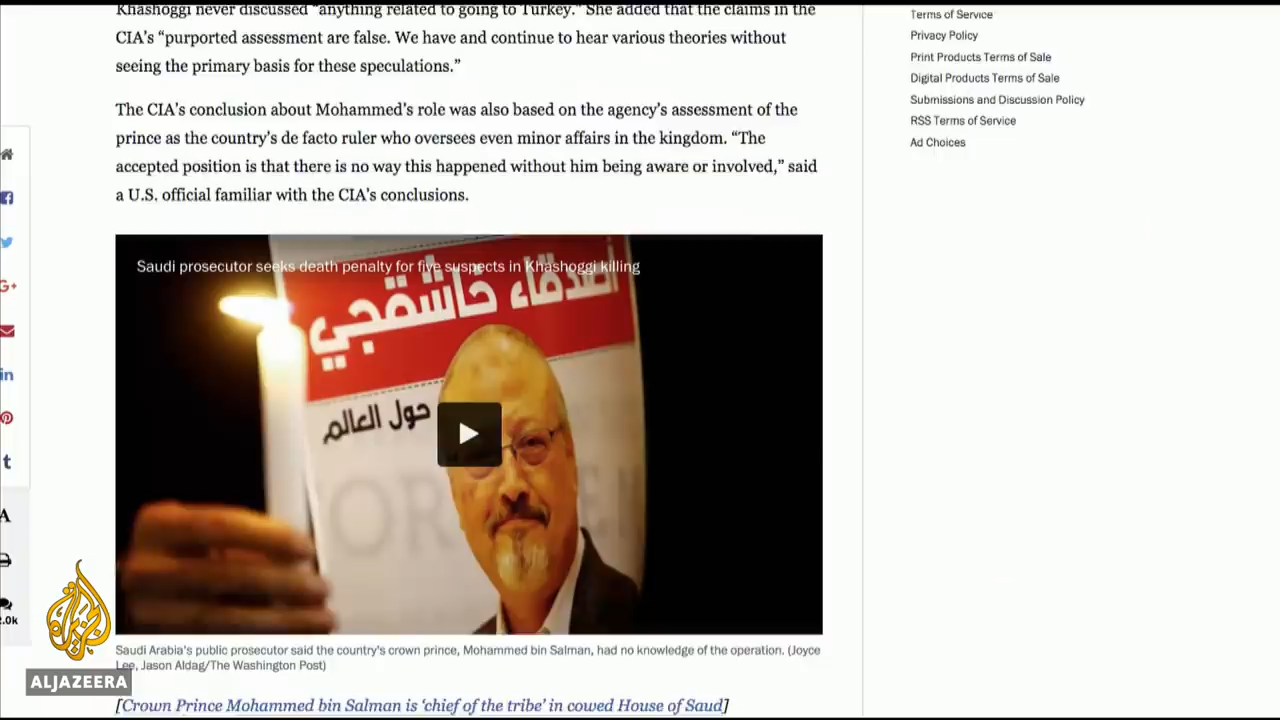 Khashoggi never discussed “anything related to going to Turkey.” She added that the claims in the
CIA’s “purported assessment are false. We have and continue to hear various theories without
seeing the primary basis for these speculations.”
The CIA’s conclusion about Mohammed’s role was also based on the agency’s assessment of the
prince as the country’s de facto ruler who oversees even minor affairs in the kingdom. “The
accepted position is that there is no way this happened without him being aware or involved,” said
a U.S. official familiar with the CIA’s conclusions.
Saudi prosecutor seeks death penalty for five suspects in Khashoggi killing
أصدقاء خاشقجي
حول العالم
Saudi Arabia's public prosecutor said the country's crown prince, Mohammed bin Salman, had no knowledge of the operation. (Joyce
Lee, Jason Aldag/The Washington Post)
[Crown Prince Mohammed bin Salman is ‘chief of the tribe’ in cowed House of Saud]
Terms of Service
Privacy Policy
Print Products Terms of Sale
Digital Products Terms of Sale
Submissions and Discussion Policy
RSS Terms of Service
Ad Choices
A
ALJAZEERA